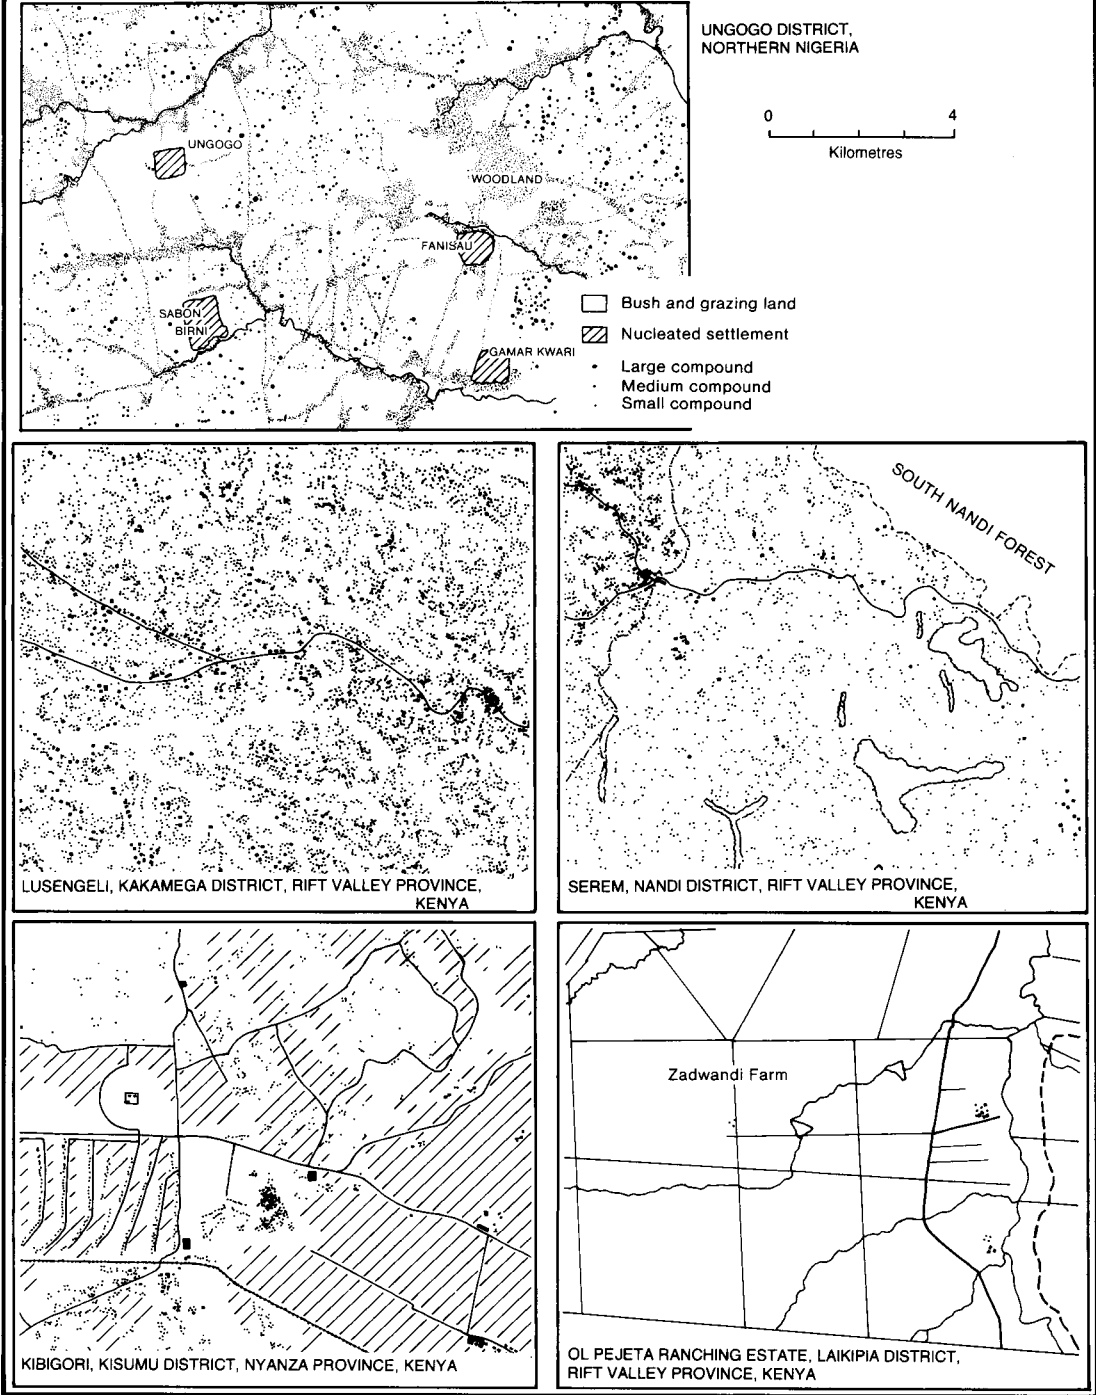 UNGOGO DISTRICT,
NORTHERN NIGERIA
0 4
Kilometres
UNGOGO
WOODLAND
FANISAU
SABON
BIRNI
GAMAR KWARI
Bush and grazing land
Nucleated settlement
Large compound
Medium compound
Small compound
SOUTH NANDI FOREST
LUSENGELI, KAKAMEGA DISTRICT, RIFT VALLEY PROVINCE,
KENYA
SEREM, NANDI DISTRICT, RIFT VALLEY PROVINCE,
KENYA
Zadwandi Farm
KIBIGORI, KISUMU DISTRICT, NYANZA PROVINCE, KENYA
OL PEJETA RANCHING ESTATE, LAIKIPIA DISTRICT,
RIFT VALLEY PROVINCE, KENYA